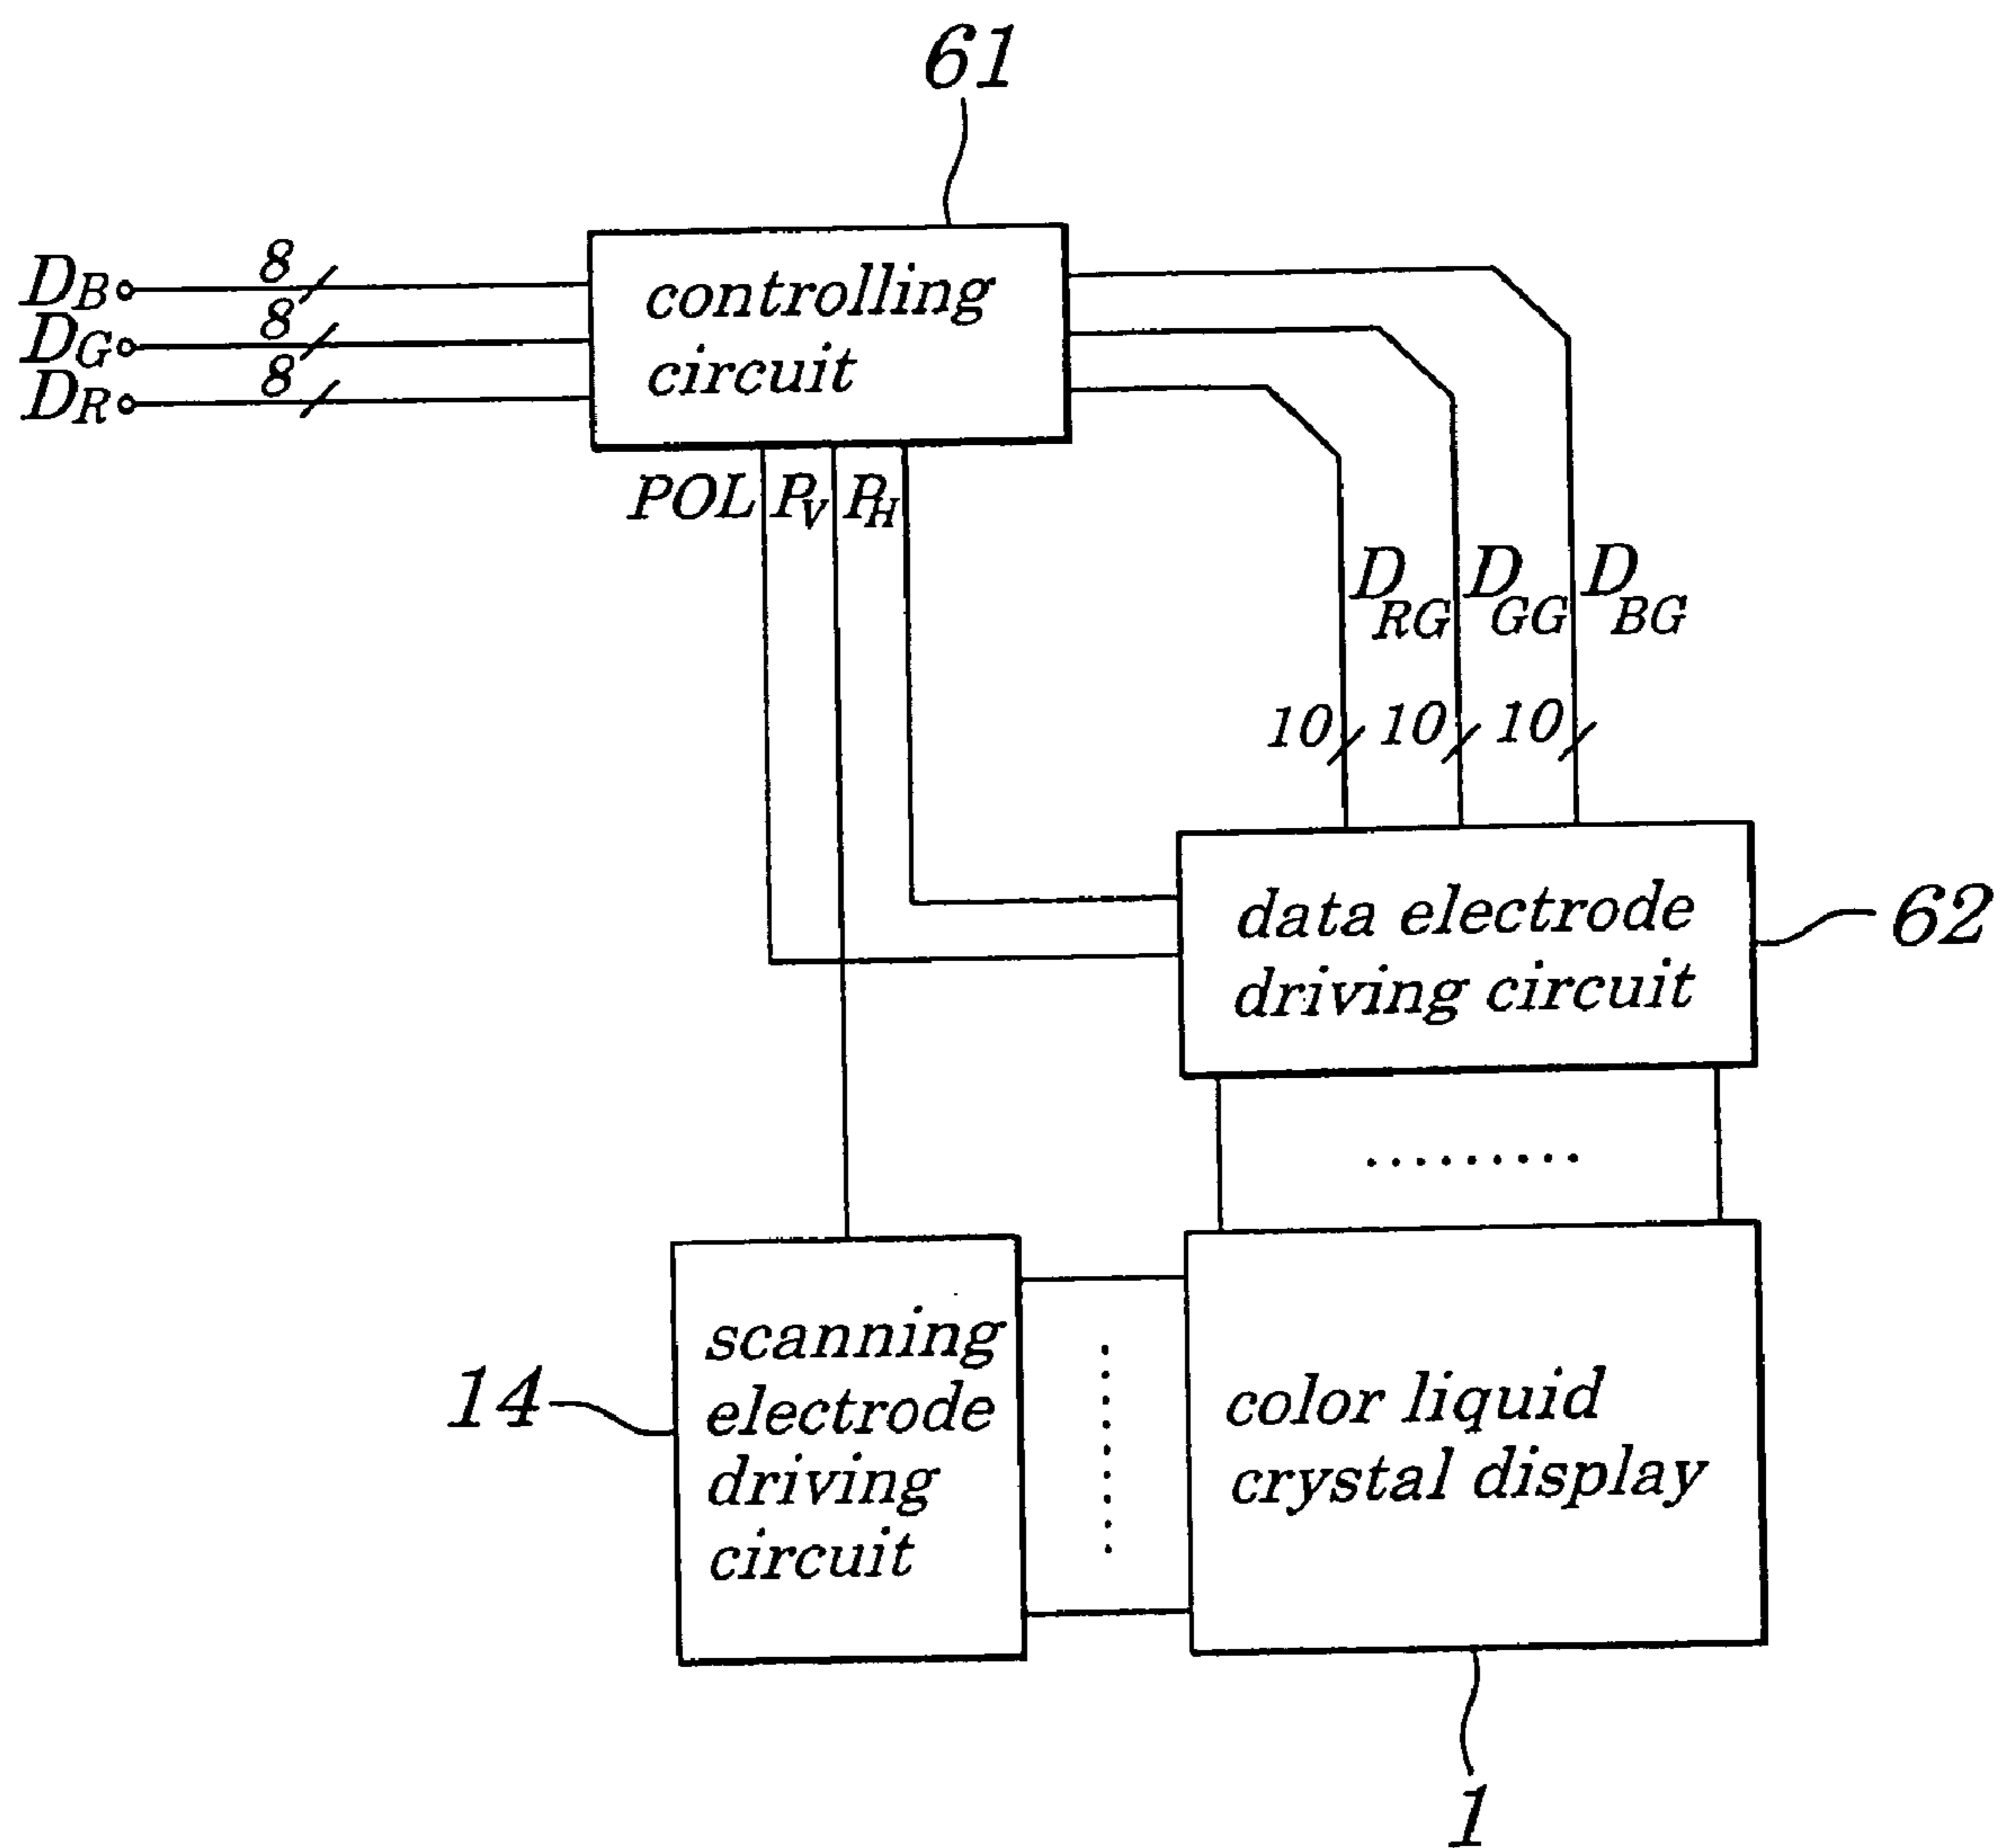 61
DB 8
DG 8
DR 8
controlling
circuit
POL PV PH
DRG DGG DBG
10 10 10
data electrode
driving circuit
62
scanning
electrode
driving
circuit
14
color liquid
crystal display
1